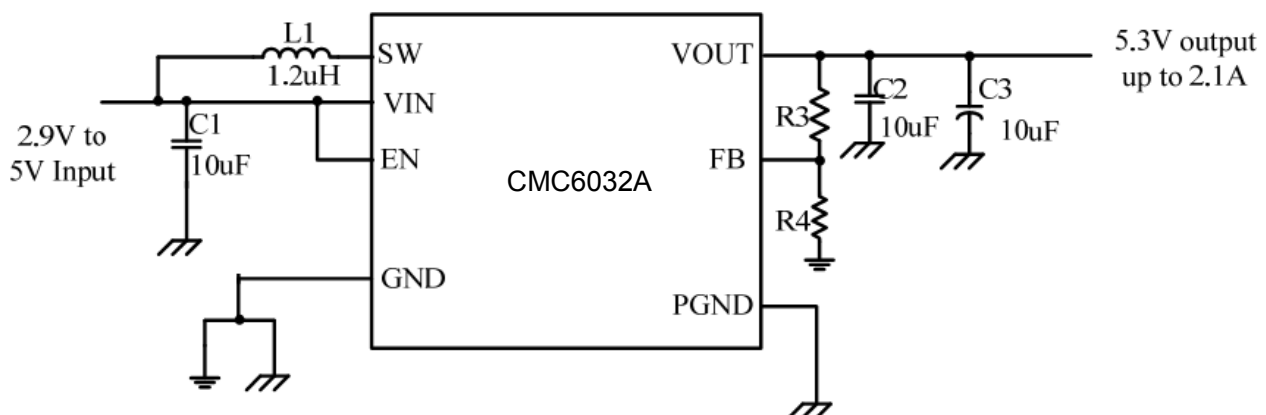 L1
1.2uH
SW
VIN
EN
GND
2.9V to
5V Input
C1
10uF
CMC6032A
VOUT
FB
PGND
R3
R4
C2
10uF
C3
10uF
5.3V output
up to 2.1A